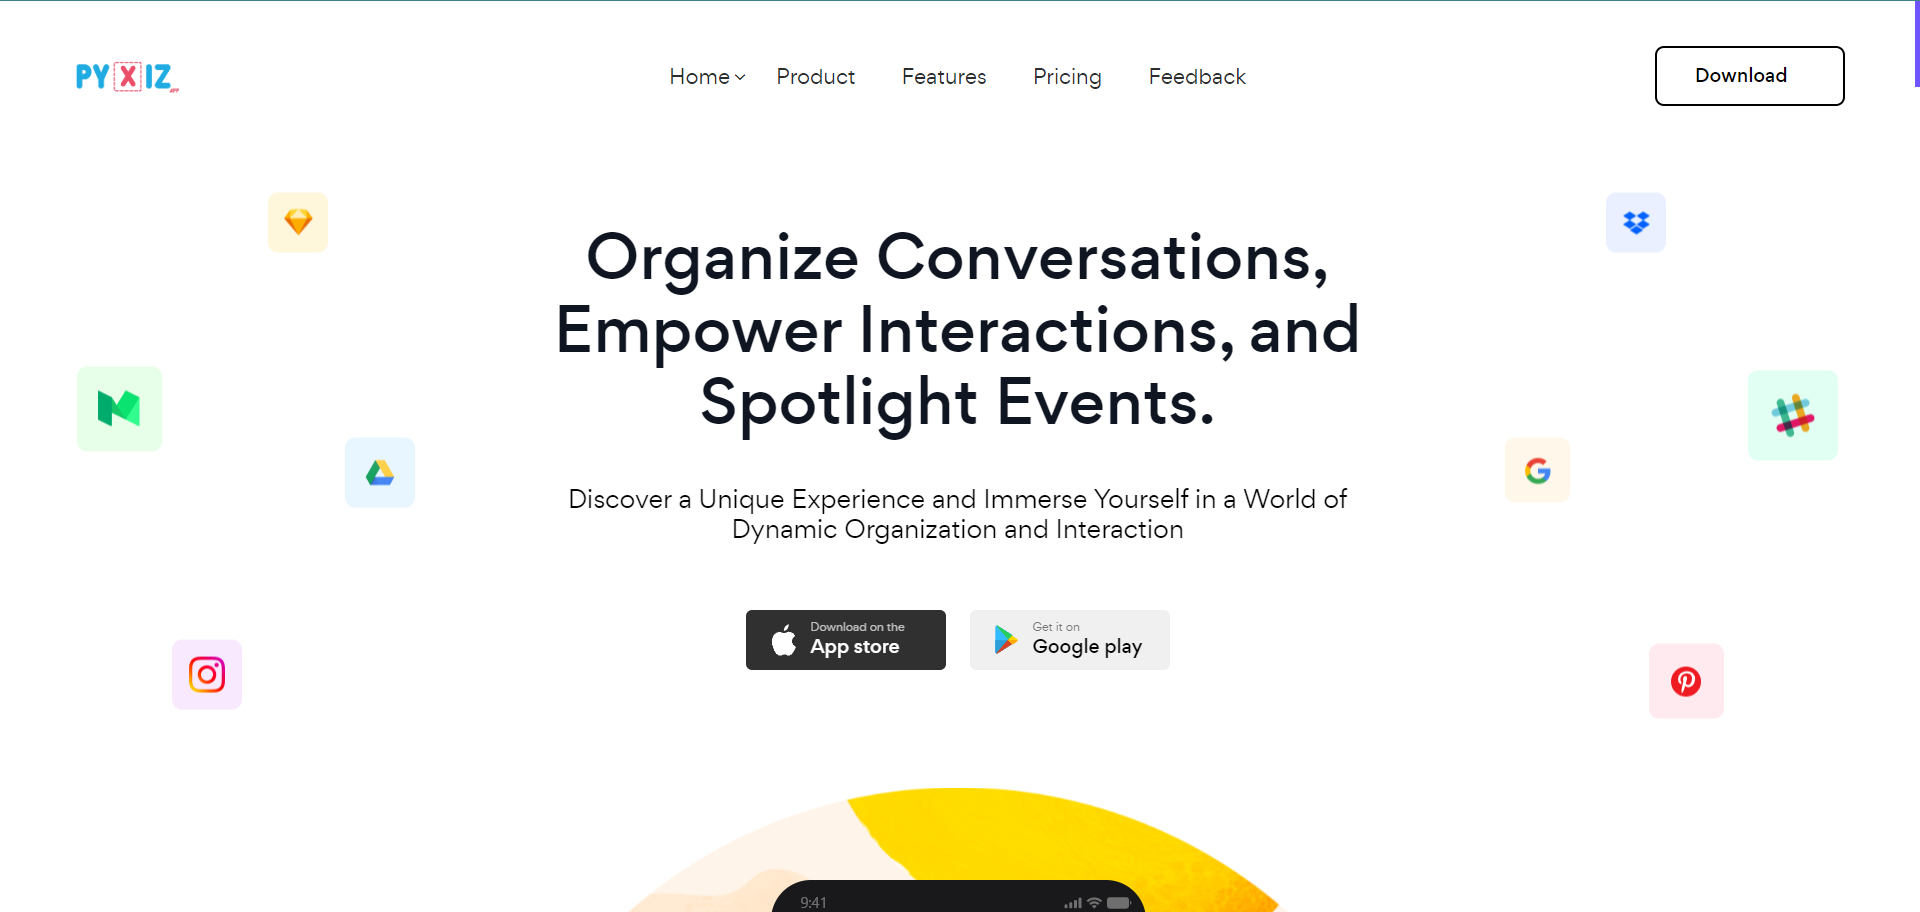 PYXIZ
APP
Home
Product
Features
Pricing
Feedback
Download
Organize Conversations,
Empower Interactions, and
Spotlight Events.
Discover a Unique Experience and Immerse Yourself in a World of
Dynamic Organization and Interaction
Download on the
App store
Get it on
Google play
9:41